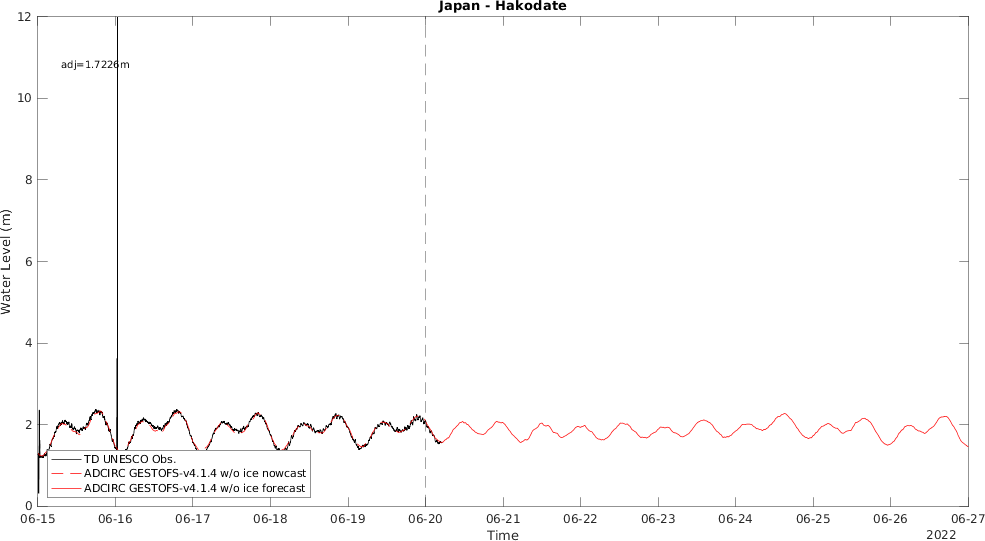 Japan - Hakodate
12
adj=1.7226m
10
8
6
4
2
0
Water Level (m)
TD UNESCO Obs.
ADCIRC GESTOFS-v4.1.4 w/o ice nowcast
ADCIRC GESTOFS-v4.1.4 w/o ice forecast
06-15 06-16 06-17 06-18 06-19 06-20 06-21 06-22 06-23 06-24 06-25 06-26 06-27
Time
2022